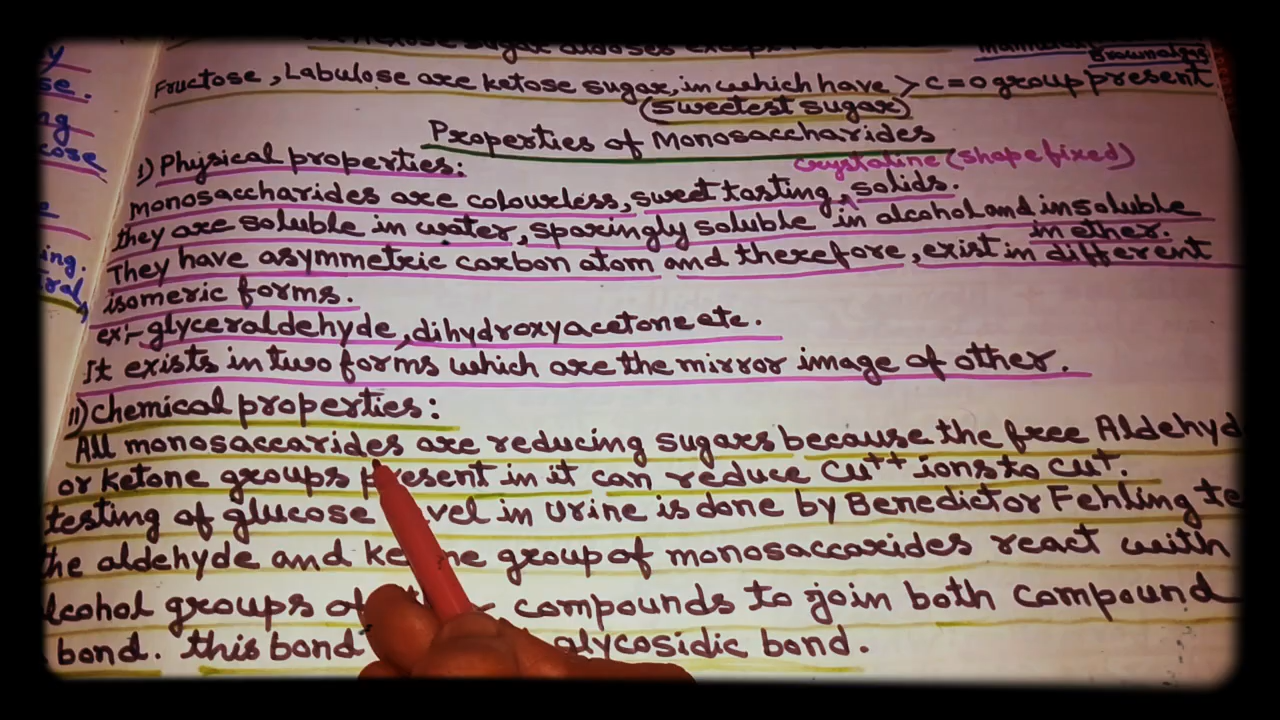 hexose sugar aldoses except
Brownalgae
Fructose, Labulose are ketose sugar, in which have >C=O group present
(sweetest sugar)
Properties of Monosaccharides
i) Physical properties:
crystaline (shape fixed)
monosaccharides are colourless, sweet tasting, ^ solids.
they are soluble in water, sparingly soluble in alcohol and insoluble
in ether.
They have asymmetric carbon atom and therefore, exist in different
isomeric forms.
ex:- glyceraldehyde, dihydroxyacetone etc.
It exists in two forms which are the mirror image of other.
ii) Chemical properties:
All monosaccarides are reducing sugars because the free Aldehyd
or ketone groups present in it can reduce Cu++ ions to Cu+.
testing of glucose vel in Urine is done by Benedict or Fehling te
the aldehyde and ke ne group of monosaccarides react with
lcohol groups of compounds to join both compound
bond. this bond glycosidic bond.